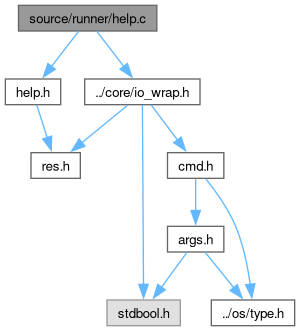 source/runner/help.c
help.h
../core/io_wrap.h
res.h
cmd.h
args.h
stdbool.h
../os/type.h